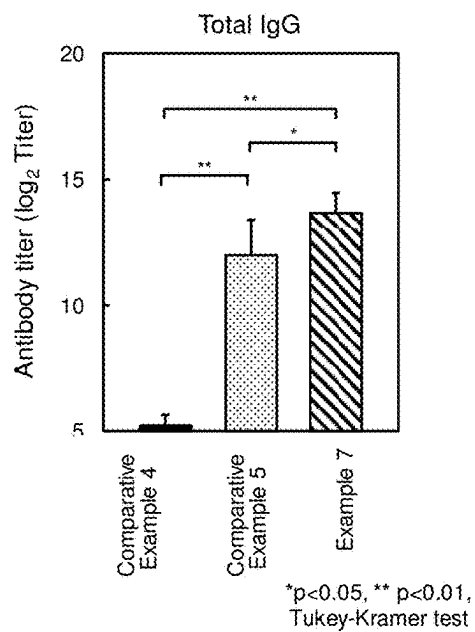 Total IgG
Antibody titer (log₂ Titer)
20
15
10
5
**
*
**
Comparative
Example 4
Comparative
Example 5
Example 7
*p<0.05, ** p<0.01,
Tukey-Kramer test